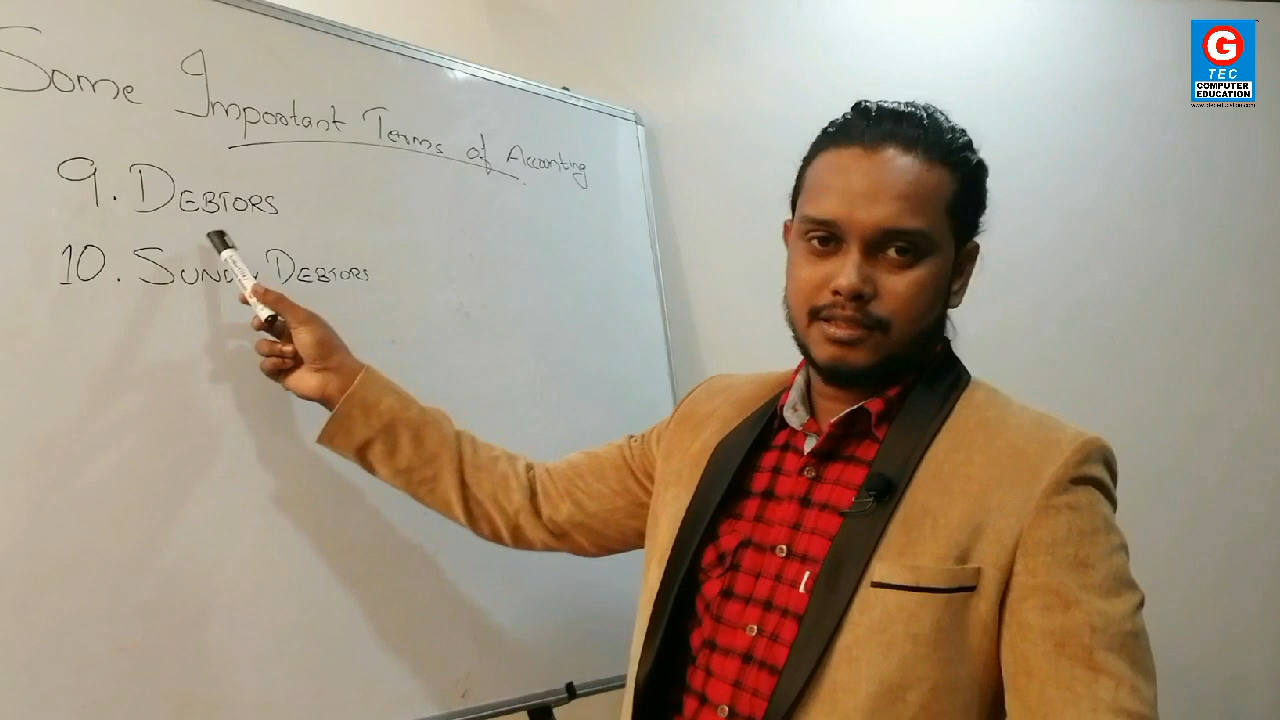 Some Important Terms of Accounting
9. DEBTORS
10. SUNDRY DEBTORS
G
TEC
COMPUTER
EDUCATION